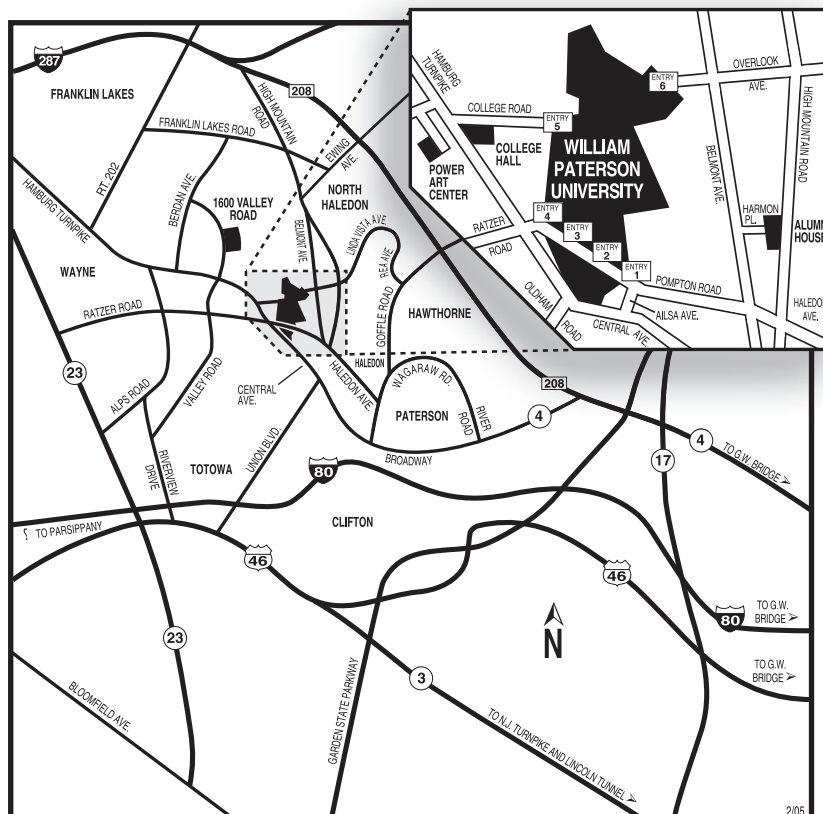 287
FRANKLIN LAKES
FRANKLIN LAKES ROAD
RT. 202
HAMBURG TURNPIKE
BERDAN AVE.
1600 VALLEY
ROAD
WAYNE
RATZER ROAD
23
ALPS ROAD
VALLEY ROAD
RIVERVIEW
DRIVE
TOTOWA
UNION BLVD.
CENTRAL
AVE.
HIGH MOUNTAIN
ROAD
208
EWING
AVE.
NORTH
HALEDON
BELMONT AVE.
LINDA VISTA AVE
REA AVE
GOFFLE ROAD
HAWTHORNE
HALEDON
HALEDON AVE.
WAGARAW RD.
PATERSON
RIVER
ROAD
BROADWAY
4
208
4
TO G.W. BRIDGE
17
80
CLIFTON
TO PARSIPPANY
46
46
80
TO G.W.
BRIDGE
TO G.W.
BRIDGE
N
23
3
BLOOMFIELD AVE.
GARDEN STATE PARKWAY
TO N.J. TURNPIKE AND LINCOLN TUNNEL
2/05
HAMBURG
TURNPIKE
COLLEGE ROAD
ENTRY
5
ENTRY
6
OVERLOOK
AVE.
COLLEGE
HALL
POWER
ART
CENTER
WILLIAM
PATERSON
UNIVERSITY
BELMONT AVE.
HIGH MOUNTAIN ROAD
HARMON
PL.
ALUMN
HOUSE
RATZER
ROAD
ENTRY
4
ENTRY
3
ENTRY
2
ENTRY
1
POMPTON ROAD
OLDHAM
ROAD
CENTRAL AVE.
AILSA AVE.
HALEDO
AVE.